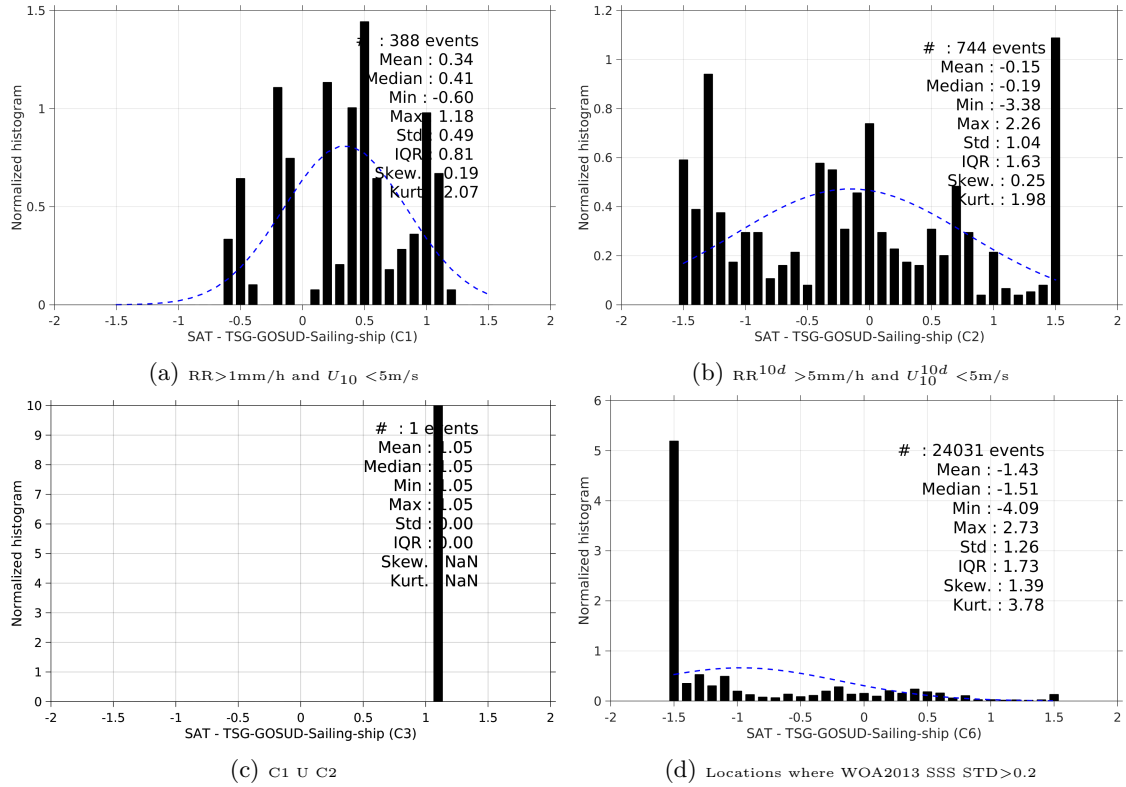 1.5
1
0.5
0
-2
-1.5
-1
-0.5
0
0.5
1
1.5
2
Normalized histogram
SAT - TSG-GOSUD-Sailing-ship (C1)
# : 388 events
Mean : 0.34
Median : 0.41
Min : -0.60
Max : 1.18
Std : 0.49
IQR : 0.81
Skew. : -0.19
Kurt. : 2.07
(a) RR>1mm/h and U10 <5m/s
1.2
1
0.8
0.6
0.4
0.2
0
-2
-1.5
-1
-0.5
0
0.5
1
1.5
2
Normalized histogram
SAT - TSG-GOSUD-Sailing-ship (C2)
# : 744 events
Mean : -0.15
Median : -0.19
Min : -3.38
Max : 2.26
Std : 1.04
IQR : 1.63
Skew. : 0.25
Kurt. : 1.98
(b) RR10d >5mm/h and U10 10d <5m/s
10
9
8
7
6
5
4
3
2
1
0
-2
-1.5
-1
-0.5
0
0.5
1
1.5
2
Normalized histogram
SAT - TSG-GOSUD-Sailing-ship (C3)
# : 1 events
Mean : 1.05
Median : 1.05
Min : 1.05
Max : 1.05
Std : 0.00
IQR : 0.00
Skew. : NaN
Kurt. : NaN
(c) C1 U C2
6
5
4
3
2
1
0
-2
-1.5
-1
-0.5
0
0.5
1
1.5
2
Normalized histogram
SAT - TSG-GOSUD-Sailing-ship (C6)
# : 24031 events
Mean : -1.43
Median : -1.51
Min : -4.09
Max : 2.73
Std : 1.26
IQR : 1.73
Skew. : 1.39
Kurt. : 3.78
(d) Locations where WOA2013 SSS STD>0.2